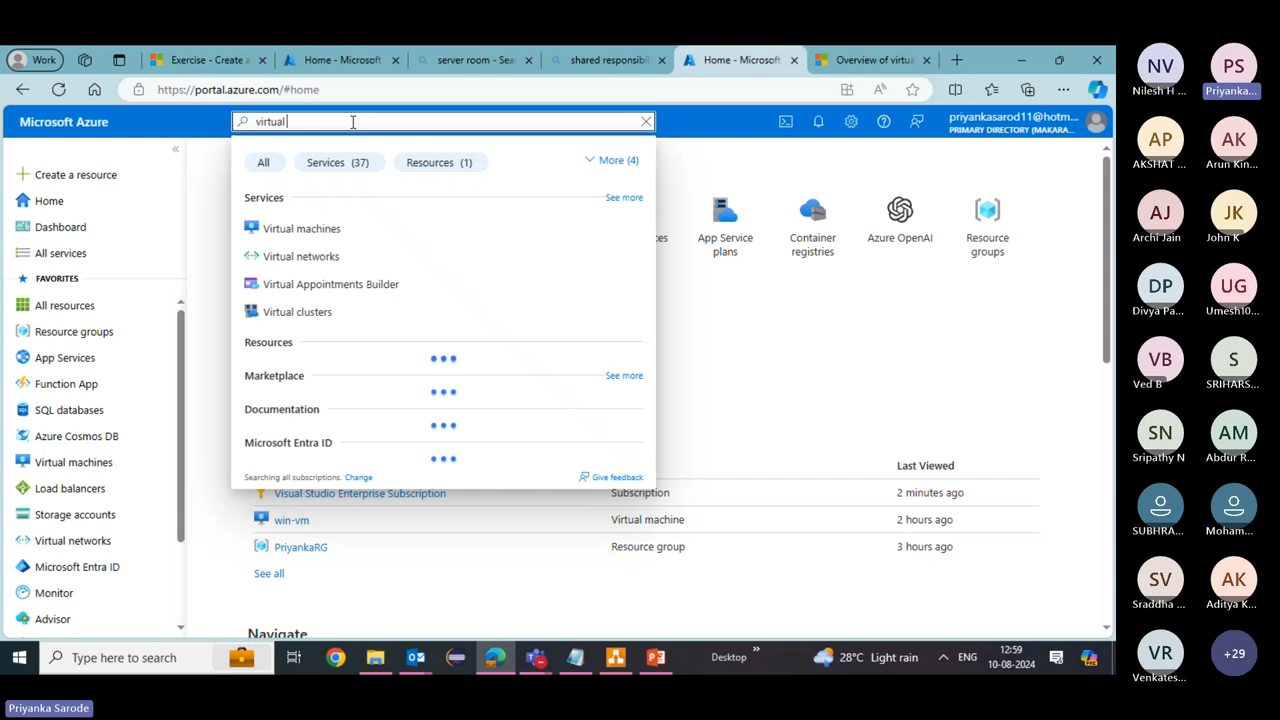 Work
Exercise - Create a
Home - Microsoft
server room - Sea
shared responsibil
Home - Microsoft
Overview of virtua
https://portal.azure.com/#home
Microsoft Azure
virtual
priyankasarod11@hotm...
PRIMARY DIRECTORY (MAKARA...
Create a resource
Home
Dashboard
All services
FAVORITES
All resources
Resource groups
App Services
Function App
SQL databases
Azure Cosmos DB
Virtual machines
Load balancers
Storage accounts
Virtual networks
Microsoft Entra ID
Monitor
Advisor
All
Services (37)
Resources (1)
More (4)
Services
See more
Virtual machines
Virtual networks
Virtual Appointments Builder
Virtual clusters
Resources
Marketplace
See more
Documentation
Microsoft Entra ID
Searching all subscriptions. Change
Give feedback
App Service plans
Container registries
Azure OpenAI
Resource groups
Last Viewed
Visual Studio Enterprise Subscription
Subscription
2 minutes ago
win-vm
Virtual machine
2 hours ago
PriyankaRG
Resource group
3 hours ago
See all
Navigate
Type here to search
Desktop
28°C Light rain
ENG
12:59
10-08-2024
NV
Nilesh H ...
PS
Priyanka...
AP
AKSHAT ...
AK
Arun Kin...
AJ
Archi Jain
JK
John K
DP
Divya Pa...
UG
Umesh10...
VB
Ved B
S
SRIHARS...
SN
Sripathy N
AM
Abdur R...
SUBHRA...
Moham...
SV
Sraddha ...
AK
Aditya K...
VR
Venkates...
+29
Priyanka Sarode